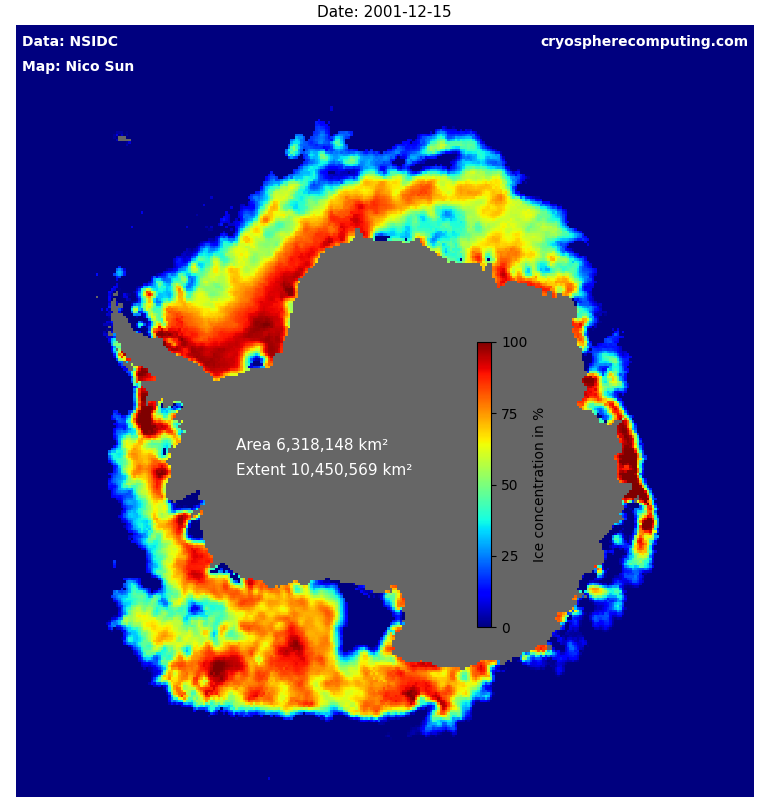 Date: 2001-12-15
Data: NSIDC
cryospherecomputing.com
Map: Nico Sun
100
75
50
25
0
Ice concentration in %
Area 6,318,148 km²
Extent 10,450,569 km²